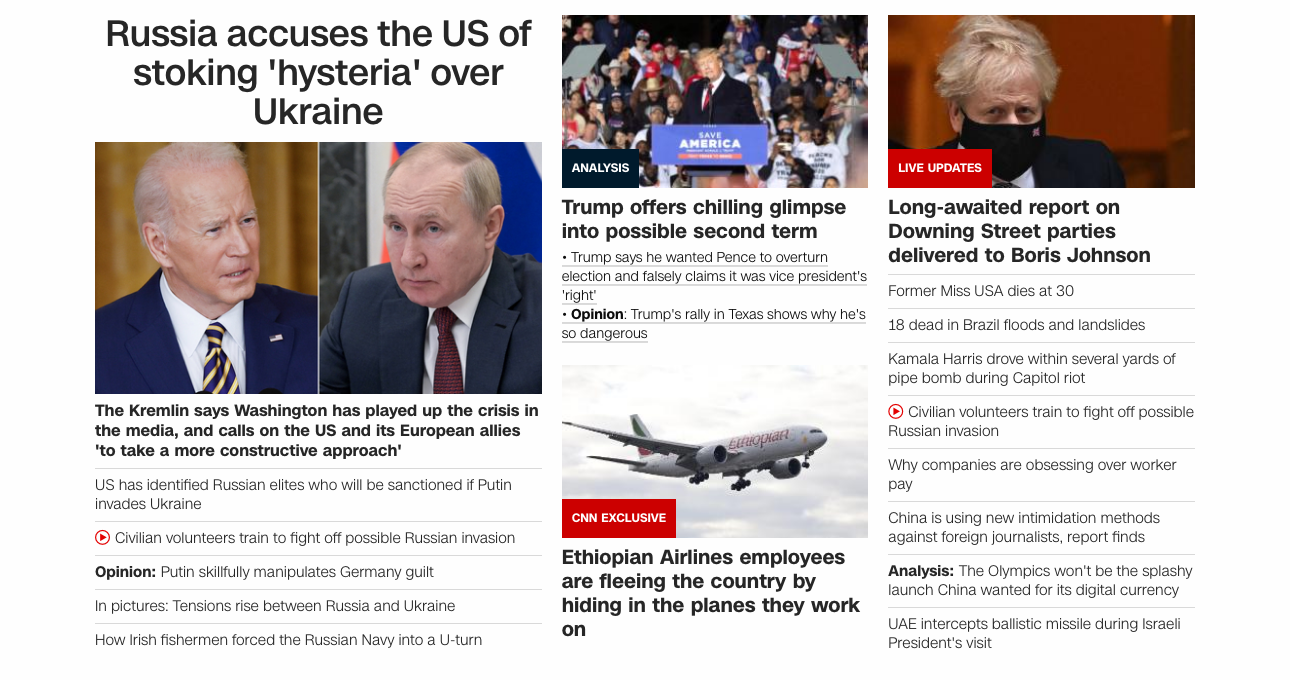 Russia accuses the US of
stoking 'hysteria' over
Ukraine
The Kremlin says Washington has played up the crisis in
the media, and calls on the US and its European allies
'to take a more constructive approach'
US has identified Russian elites who will be sanctioned if Putin
invades Ukraine
Civilian volunteers train to fight off possible Russian invasion
Opinion: Putin skillfully manipulates Germany guilt
In pictures: Tensions rise between Russia and Ukraine
How Irish fishermen forced the Russian Navy into a U-turn
SAVE
AMERICA
ANALYSIS
Trump offers chilling glimpse
into possible second term
• Trump says he wanted Pence to overturn
election and falsely claims it was vice president's
'right'
• Opinion: Trump's rally in Texas shows why he's
so dangerous
Ethiopian
CNN EXCLUSIVE
Ethiopian Airlines employees
are fleeing the country by
hiding in the planes they work
on
LIVE UPDATES
Long-awaited report on
Downing Street parties
delivered to Boris Johnson
Former Miss USA dies at 30
18 dead in Brazil floods and landslides
Kamala Harris drove within several yards of
pipe bomb during Capitol riot
Civilian volunteers train to fight off possible
Russian invasion
Why companies are obsessing over worker
pay
China is using new intimidation methods
against foreign journalists, report finds
Analysis: The Olympics won't be the splashy
launch China wanted for its digital currency
UAE intercepts ballistic missile during Israeli
President's visit